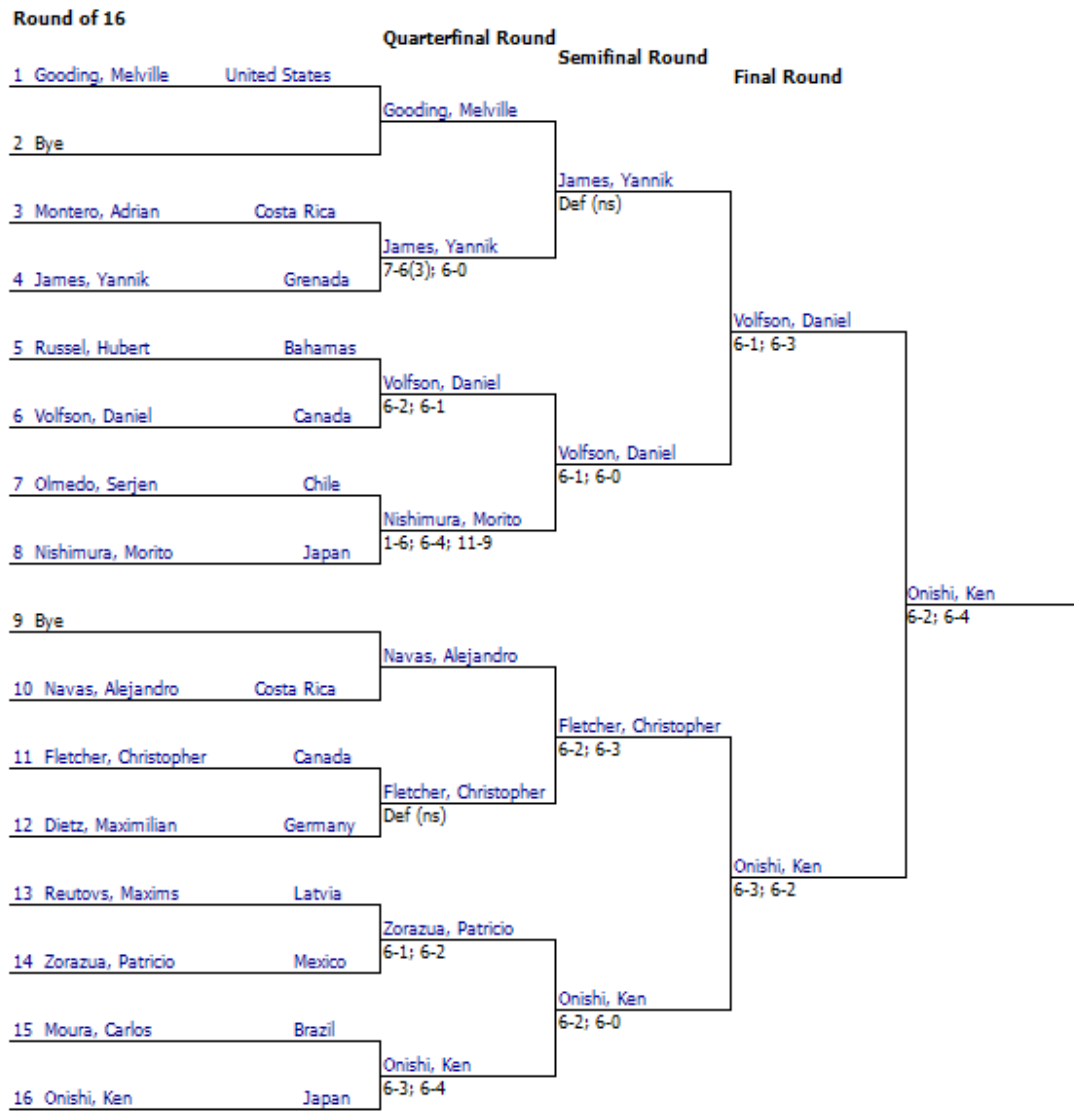 Round of 16
Quarterfinal Round
Semifinal Round
Final Round
1 Gooding, Melville United States
Gooding, Melville
2 Bye
James, Yannik
Def (ns)
3 Montero, Adrian Costa Rica
James, Yannik
7-6(3); 6-0
4 James, Yannik Grenada
Volfson, Daniel
6-1; 6-3
5 Russel, Hubert Bahamas
Volfson, Daniel
6-2; 6-1
6 Volfson, Daniel Canada
Volfson, Daniel
6-1; 6-0
7 Olmedo, Serjen Chile
Nishimura, Morito
1-6; 6-4; 11-9
8 Nishimura, Morito Japan
Onishi, Ken
6-2; 6-4
9 Bye
Navas, Alejandro
10 Navas, Alejandro Costa Rica
Fletcher, Christopher
6-2; 6-3
11 Fletcher, Christopher Canada
Fletcher, Christopher
Def (ns)
12 Dietz, Maximilian Germany
Onishi, Ken
6-3; 6-2
13 Reutovs, Maxims Latvia
Zorazua, Patricio
6-1; 6-2
14 Zorazua, Patricio Mexico
Onishi, Ken
6-2; 6-0
15 Moura, Carlos Brazil
Onishi, Ken
6-3; 6-4
16 Onishi, Ken Japan